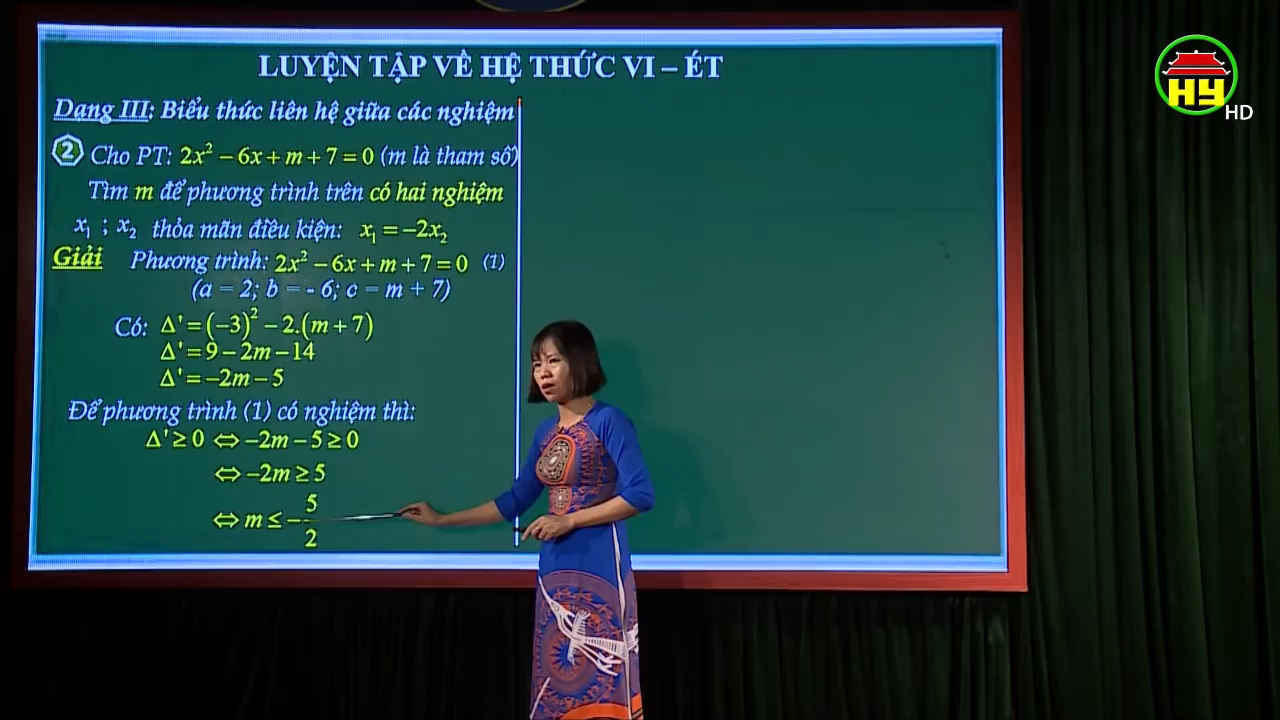 LUYỆN TẬP VỀ HỆ THỨC VI – ÉT
Dạng III: Biểu thức liên hệ giữa các nghiệm
2 Cho PT: 2x² – 6x + m + 7 = 0 (m là tham số)
Tìm m để phương trình trên có hai nghiệm
x₁ ; x₂ thỏa mãn điều kiện: x₁ = –2x₂
Giải Phương trình: 2x² – 6x + m + 7 = 0 (1)
(a = 2; b = - 6; c = m + 7)
Có: Δ' = (–3)² – 2.(m + 7)
Δ' = 9 – 2m – 14
Δ' = –2m – 5
Để phương trình (1) có nghiệm thì:
Δ' ≥ 0 ⇔ –2m – 5 ≥ 0
⇔ –2m ≥ 5
⇔ m ≤ –5/2
HY
HD